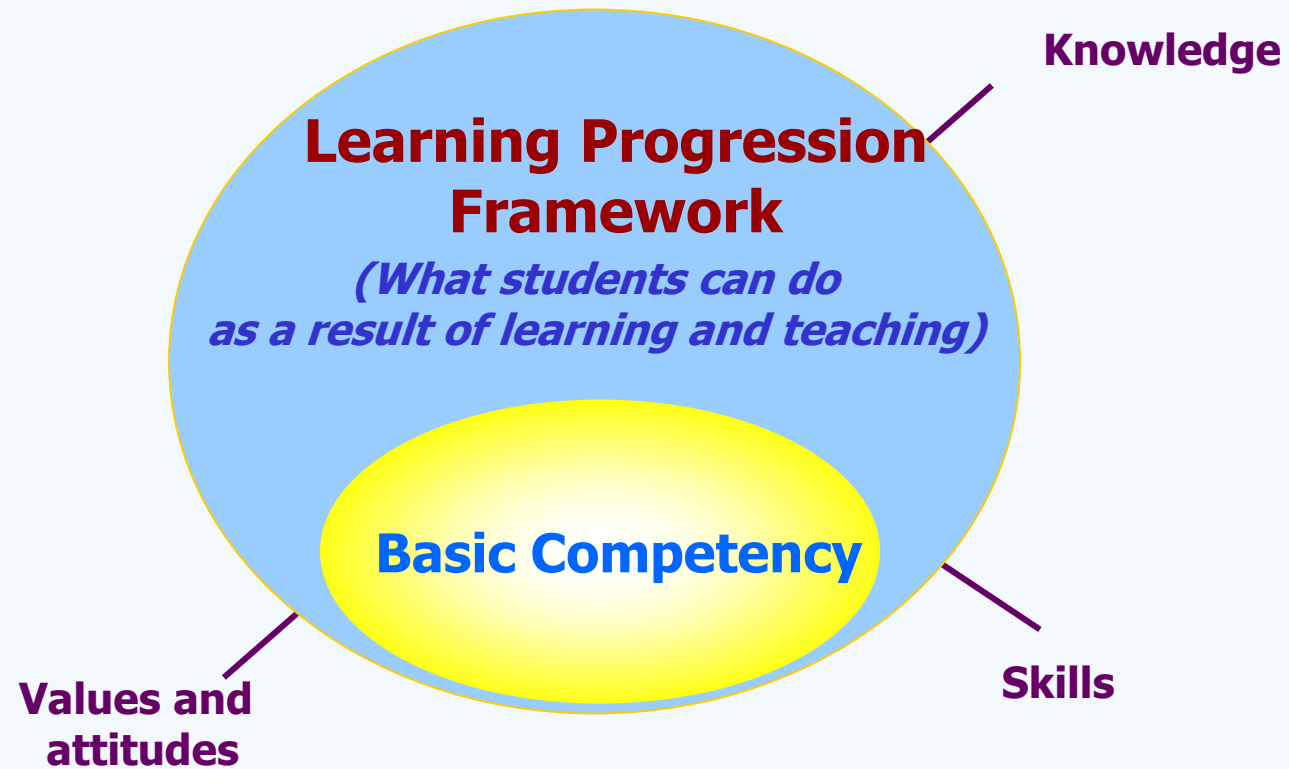 Knowledge
Learning Progression
Framework
(What students can do
as a result of learning and teaching)
Basic Competency
Skills
Values and
attitudes